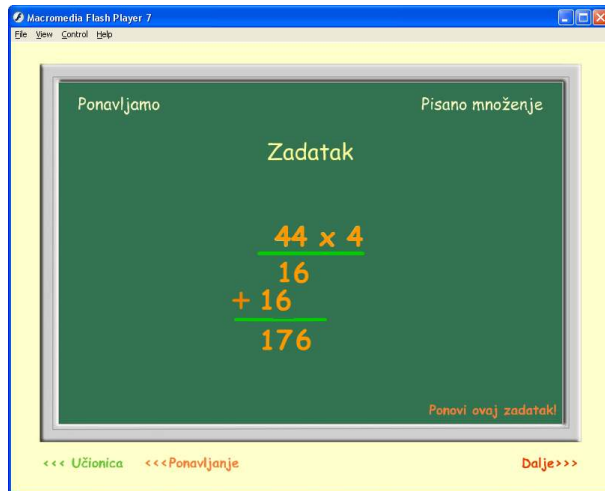 Macromedia Flash Player 7
File View Control Help
Ponavljamo
Pisano množenje
Zadatak
44 x 4
16
+ 16
176
Ponovi ovaj zadatak!
<<< Učionica
<<<Ponavljanje
Dalje>>>